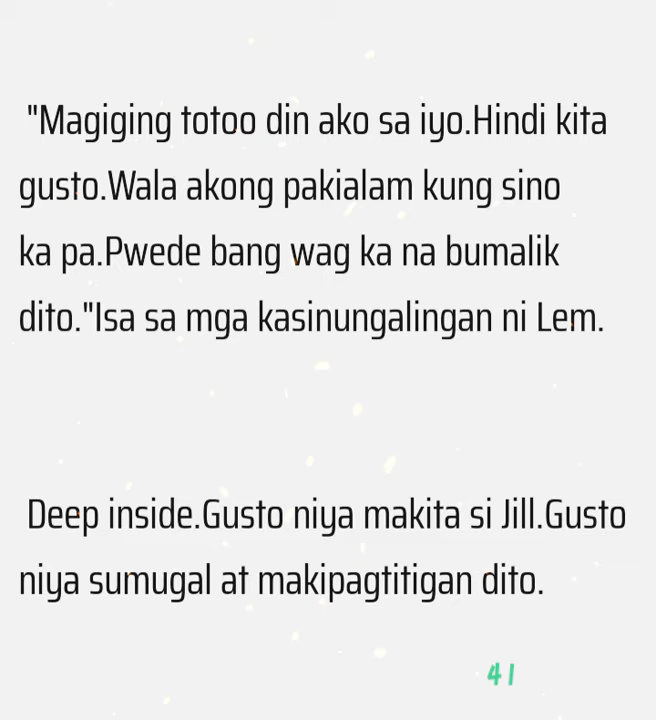 "Magiging totoo din ako sa iyo.Hindi kita
gusto.Wala akong pakialam kung sino
ka pa.Pwede bang wag ka na bumalik
dito."Isa sa mga kasinungalingan ni Lem.
Deep inside.Gusto niya makita si Jill.Gusto
niya sumugal at makipagtitigan dito.
41